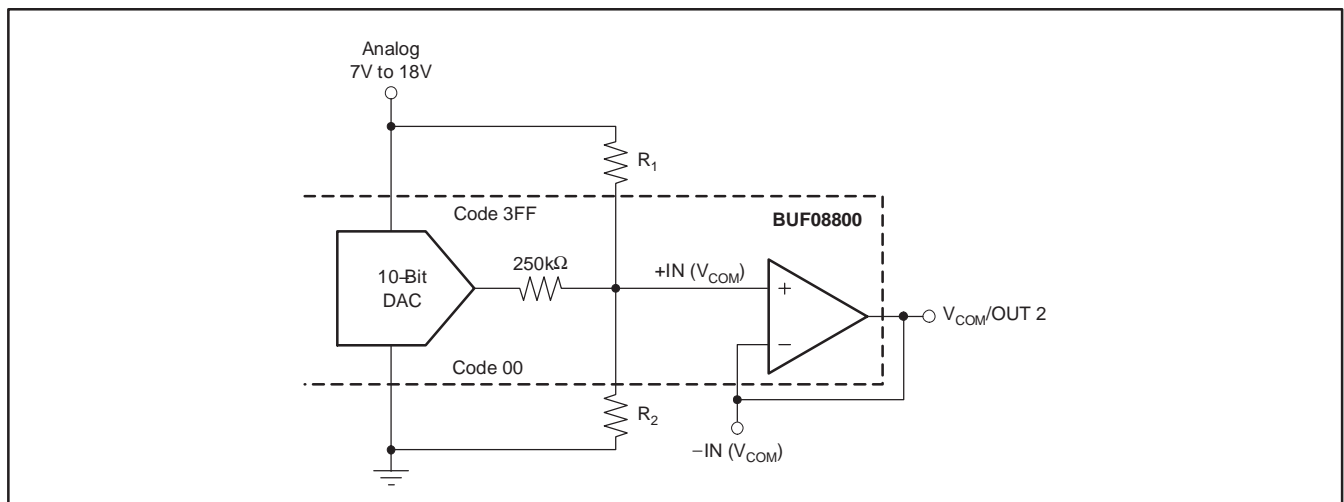 Analog
7V to 18V
R1
Code 3FF
BUF08800
250kΩ
+IN (VCOM)
10–Bit
DAC
+
VCOM/OUT 2
−
Code 00
R2
−IN (VCOM)